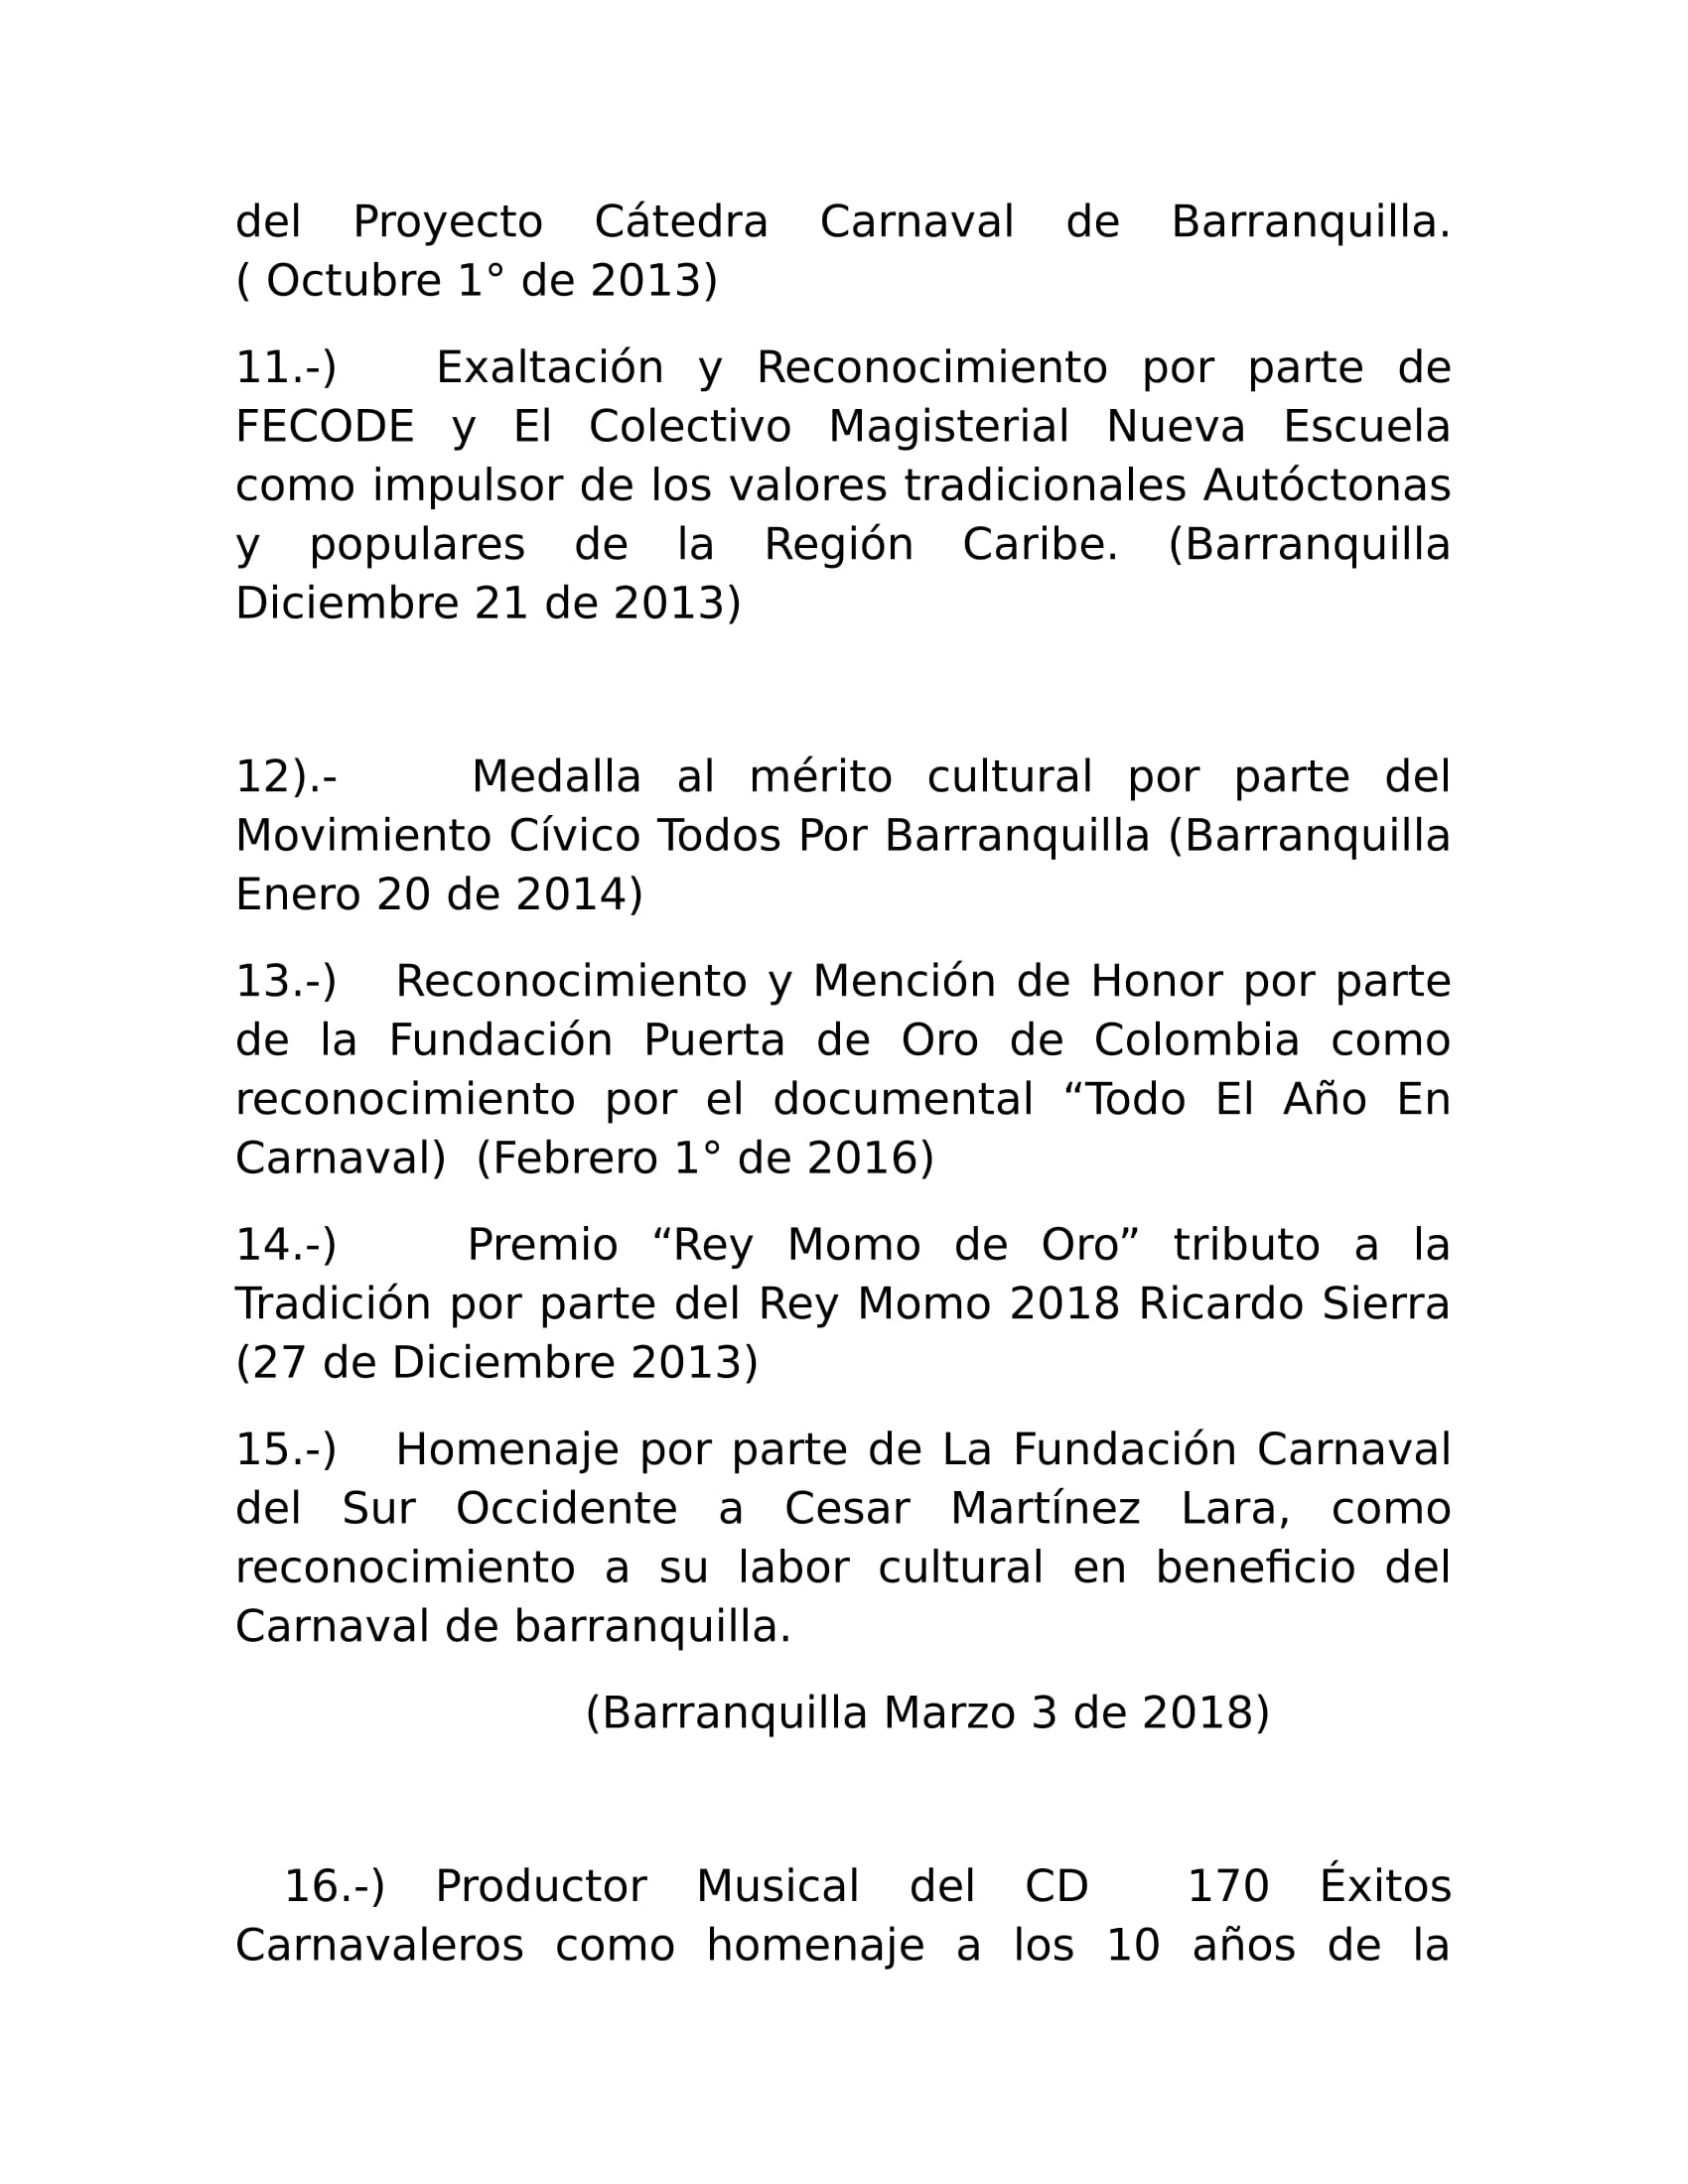 del Proyecto Cátedra Carnaval de Barranquilla.
( Octubre 1° de 2013)
11.-) Exaltación y Reconocimiento por parte de
FECODE y El Colectivo Magisterial Nueva Escuela
como impulsor de los valores tradicionales Autóctonas
y populares de la Región Caribe. (Barranquilla
Diciembre 21 de 2013)
12).- Medalla al mérito cultural por parte del
Movimiento Cívico Todos Por Barranquilla (Barranquilla
Enero 20 de 2014)
13.-) Reconocimiento y Mención de Honor por parte
de la Fundación Puerta de Oro de Colombia como
reconocimiento por el documental “Todo El Año En
Carnaval) (Febrero 1° de 2016)
14.-) Premio “Rey Momo de Oro” tributo a la
Tradición por parte del Rey Momo 2018 Ricardo Sierra
(27 de Diciembre 2013)
15.-) Homenaje por parte de La Fundación Carnaval
del Sur Occidente a Cesar Martínez Lara, como
reconocimiento a su labor cultural en beneficio del
Carnaval de barranquilla.
(Barranquilla Marzo 3 de 2018)
16.-) Productor Musical del CD 170 Éxitos
Carnavaleros como homenaje a los 10 años de la